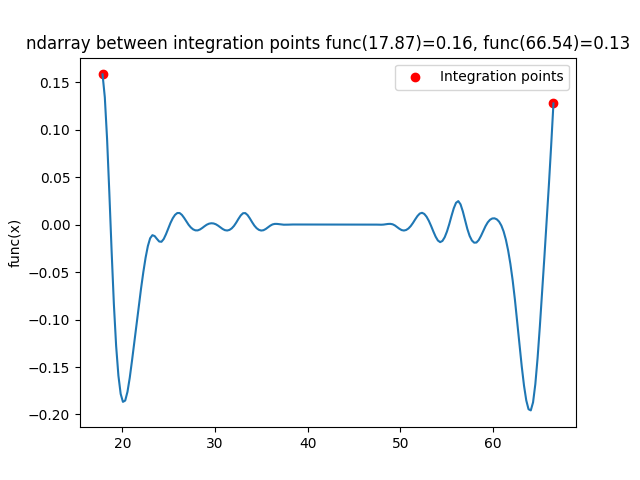 ndarray between integration points func(17.87)=0.16, func(66.54)=0.13
Integration points
func(x)
0.15
0.10
0.05
0.00
−0.05
−0.10
−0.15
−0.20
20 30 40 50 60